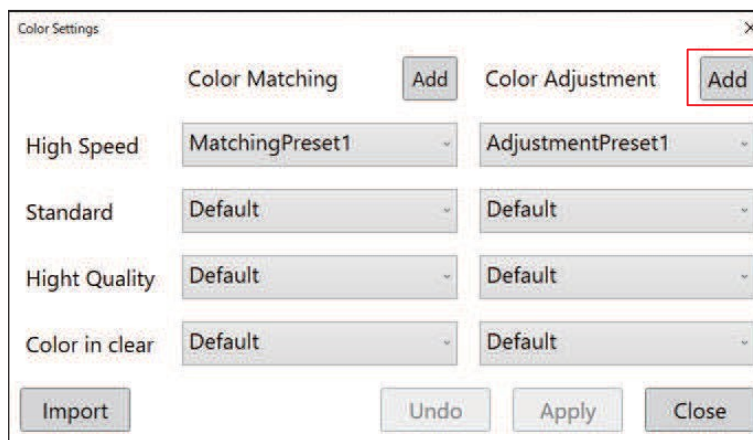 Color Settings
Color Matching Add Color Adjustment Add
High Speed MatchingPreset1 AdjustmentPreset1
Standard Default Default
Hight Quality Default Default
Color in clear Default Default
Import Undo Apply Close